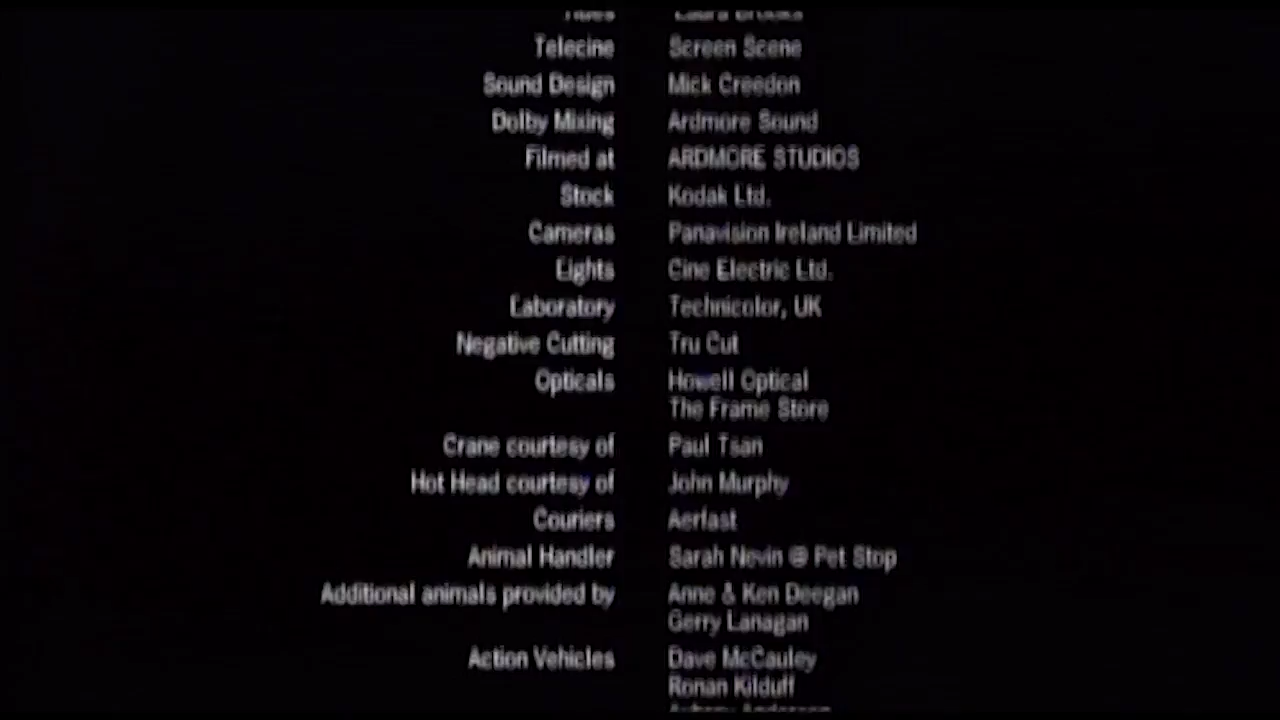 Titles Laura Brooks
Telecine Screen Scene
Sound Design Mick Creedon
Dolby Mixing Ardmore Sound
Filmed at ARDMORE STUDIOS
Stock Kodak Ltd.
Cameras Panavision Ireland Limited
Lights Cine Electric Ltd.
Laboratory Technicolor, UK
Negative Cutting Tru Cut
Opticals Howell Optical
The Frame Store
Crane courtesy of Paul Tsan
Hot Head courtesy of John Murphy
Couriers Aerfast
Animal Handler Sarah Nevin @ Pet Stop
Additional animals provided by Anne & Ken Deegan
Gerry Lanagan
Action Vehicles Dave McCauley
Ronan Kilduff